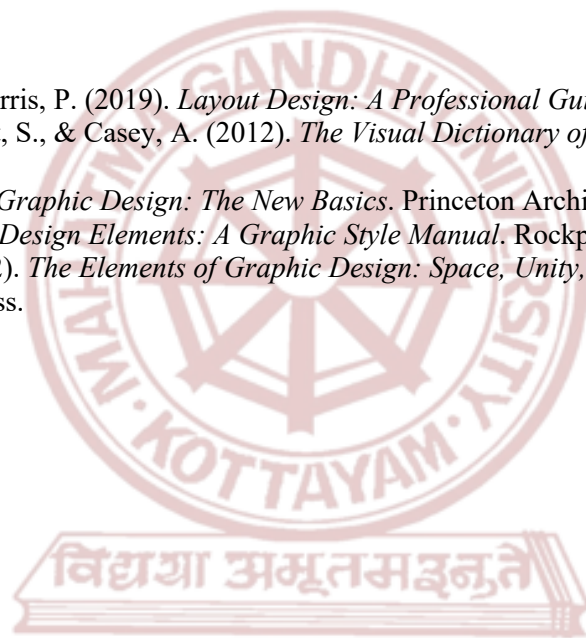 rris, P. (2019). Layout Design: A Professional Gui
, S., & Casey, A. (2012). The Visual Dictionary of
Graphic Design: The New Basics. Princeton Archi
Design Elements: A Graphic Style Manual. Rockp
). The Elements of Graphic Design: Space, Unity,
ss.
MAHATMA GANDHI UNIVERSITY
KOTTAYAM
विद्यया अमृतमश्नुते